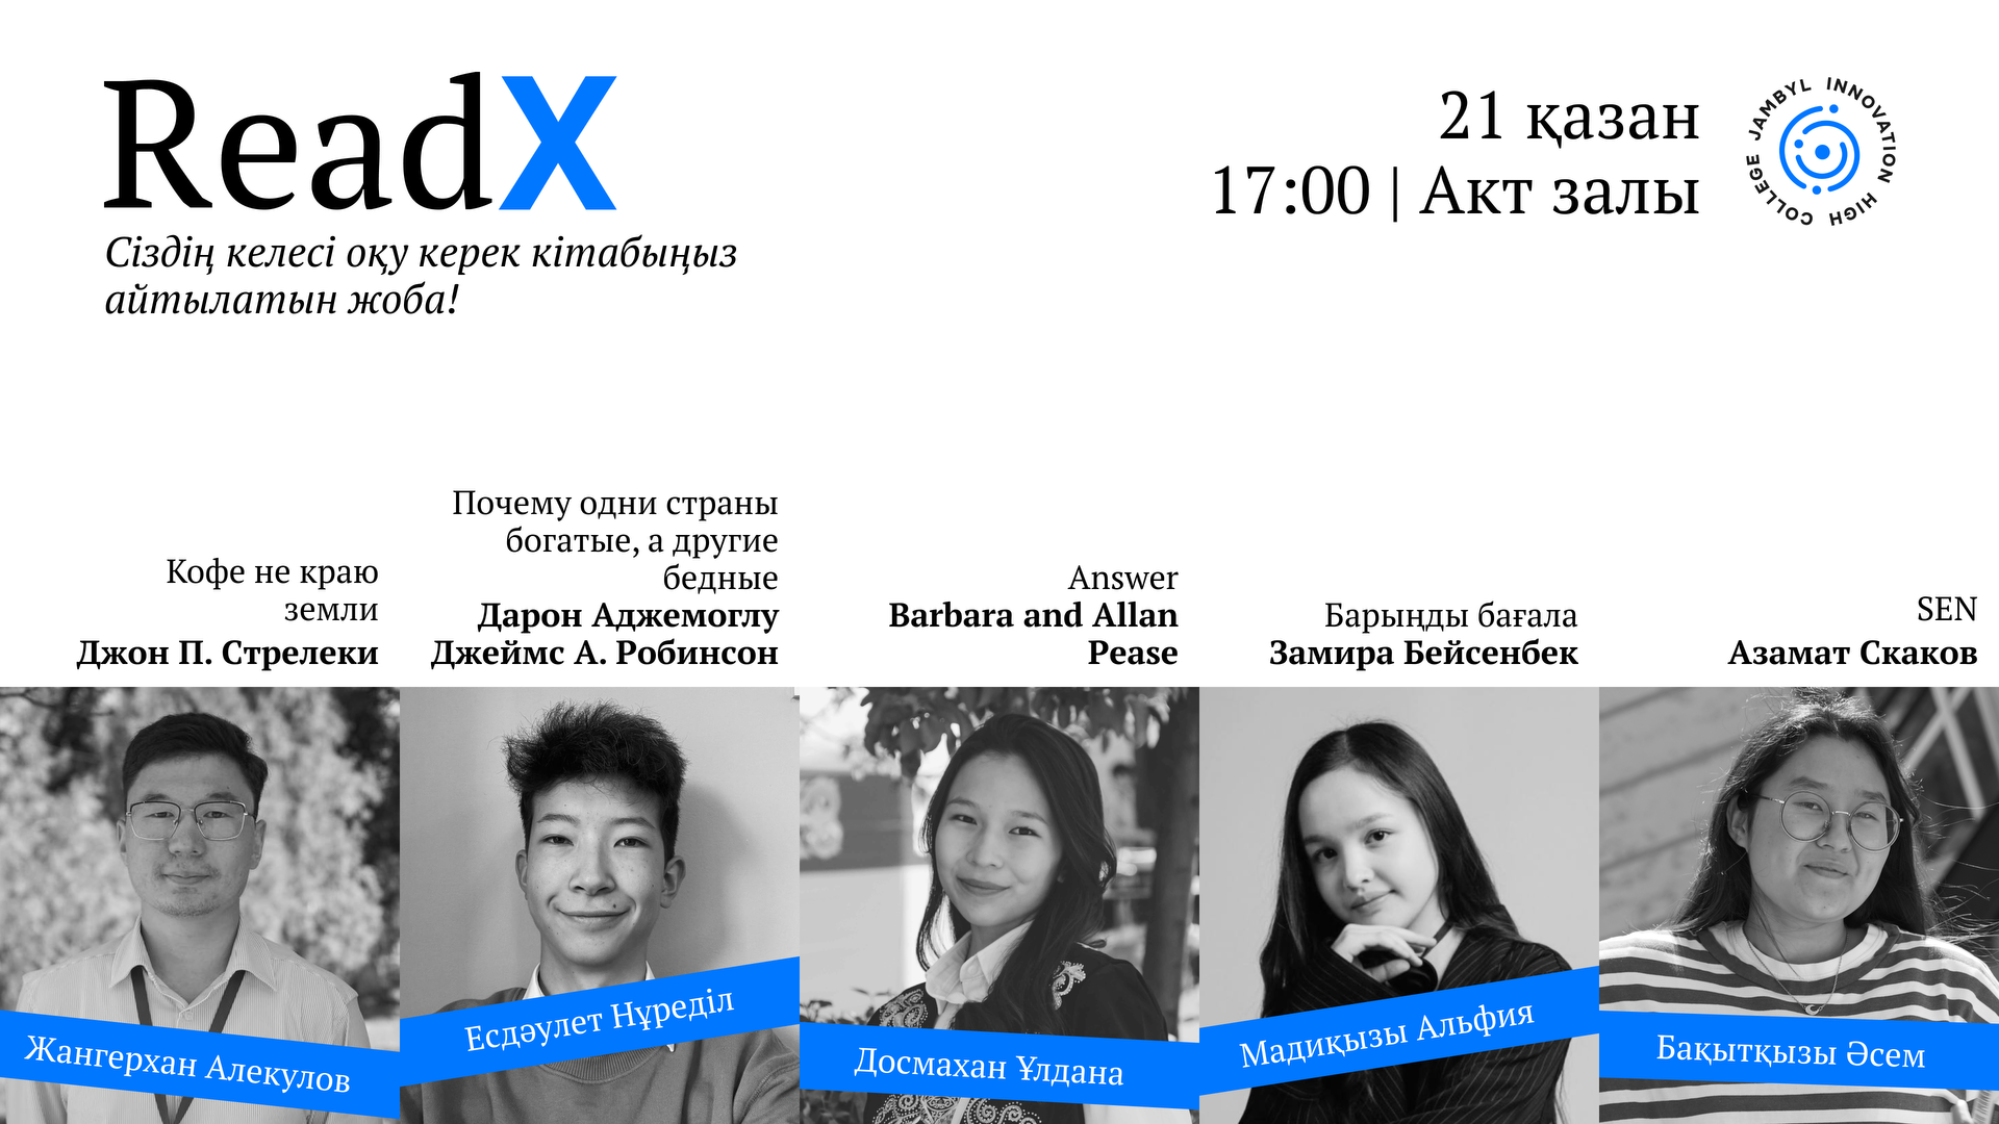 ReadX
Сіздің келесі оқу керек кітабыңыз
айтылатын жоба!
21 қазан
17:00 | Акт залы
JAMBYL INNOVATION HIGH COLLEGE
Кофе не краю
земли
Джон П. Стрелеки
Почему одни страны
богатые, а другие
бедные
Дарон Аджемоглу
Джеймс А. Робинсон
Answer
Barbara and Allan
Pease
Барыңды бағала
Замира Бейсенбек
SEN
Азамат Скаков
Жангерхан Алекулов
Есдәулет Нұреділ
Досмахан Ұлдана
Мадиқызы Альфия
Бақытқызы Әсем